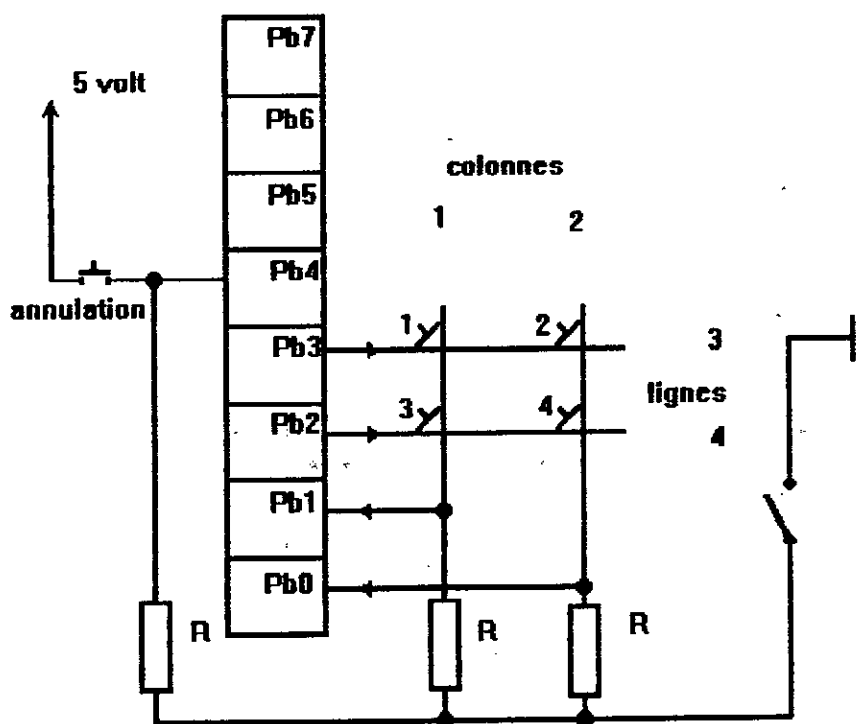 Pb7
5 volt
Pb6
colonnes
Pb5
1 2
Pb4
annulation
1 2
Pb3
3
lignes
3 4
Pb2
4
Pb1
Pb0
R R R